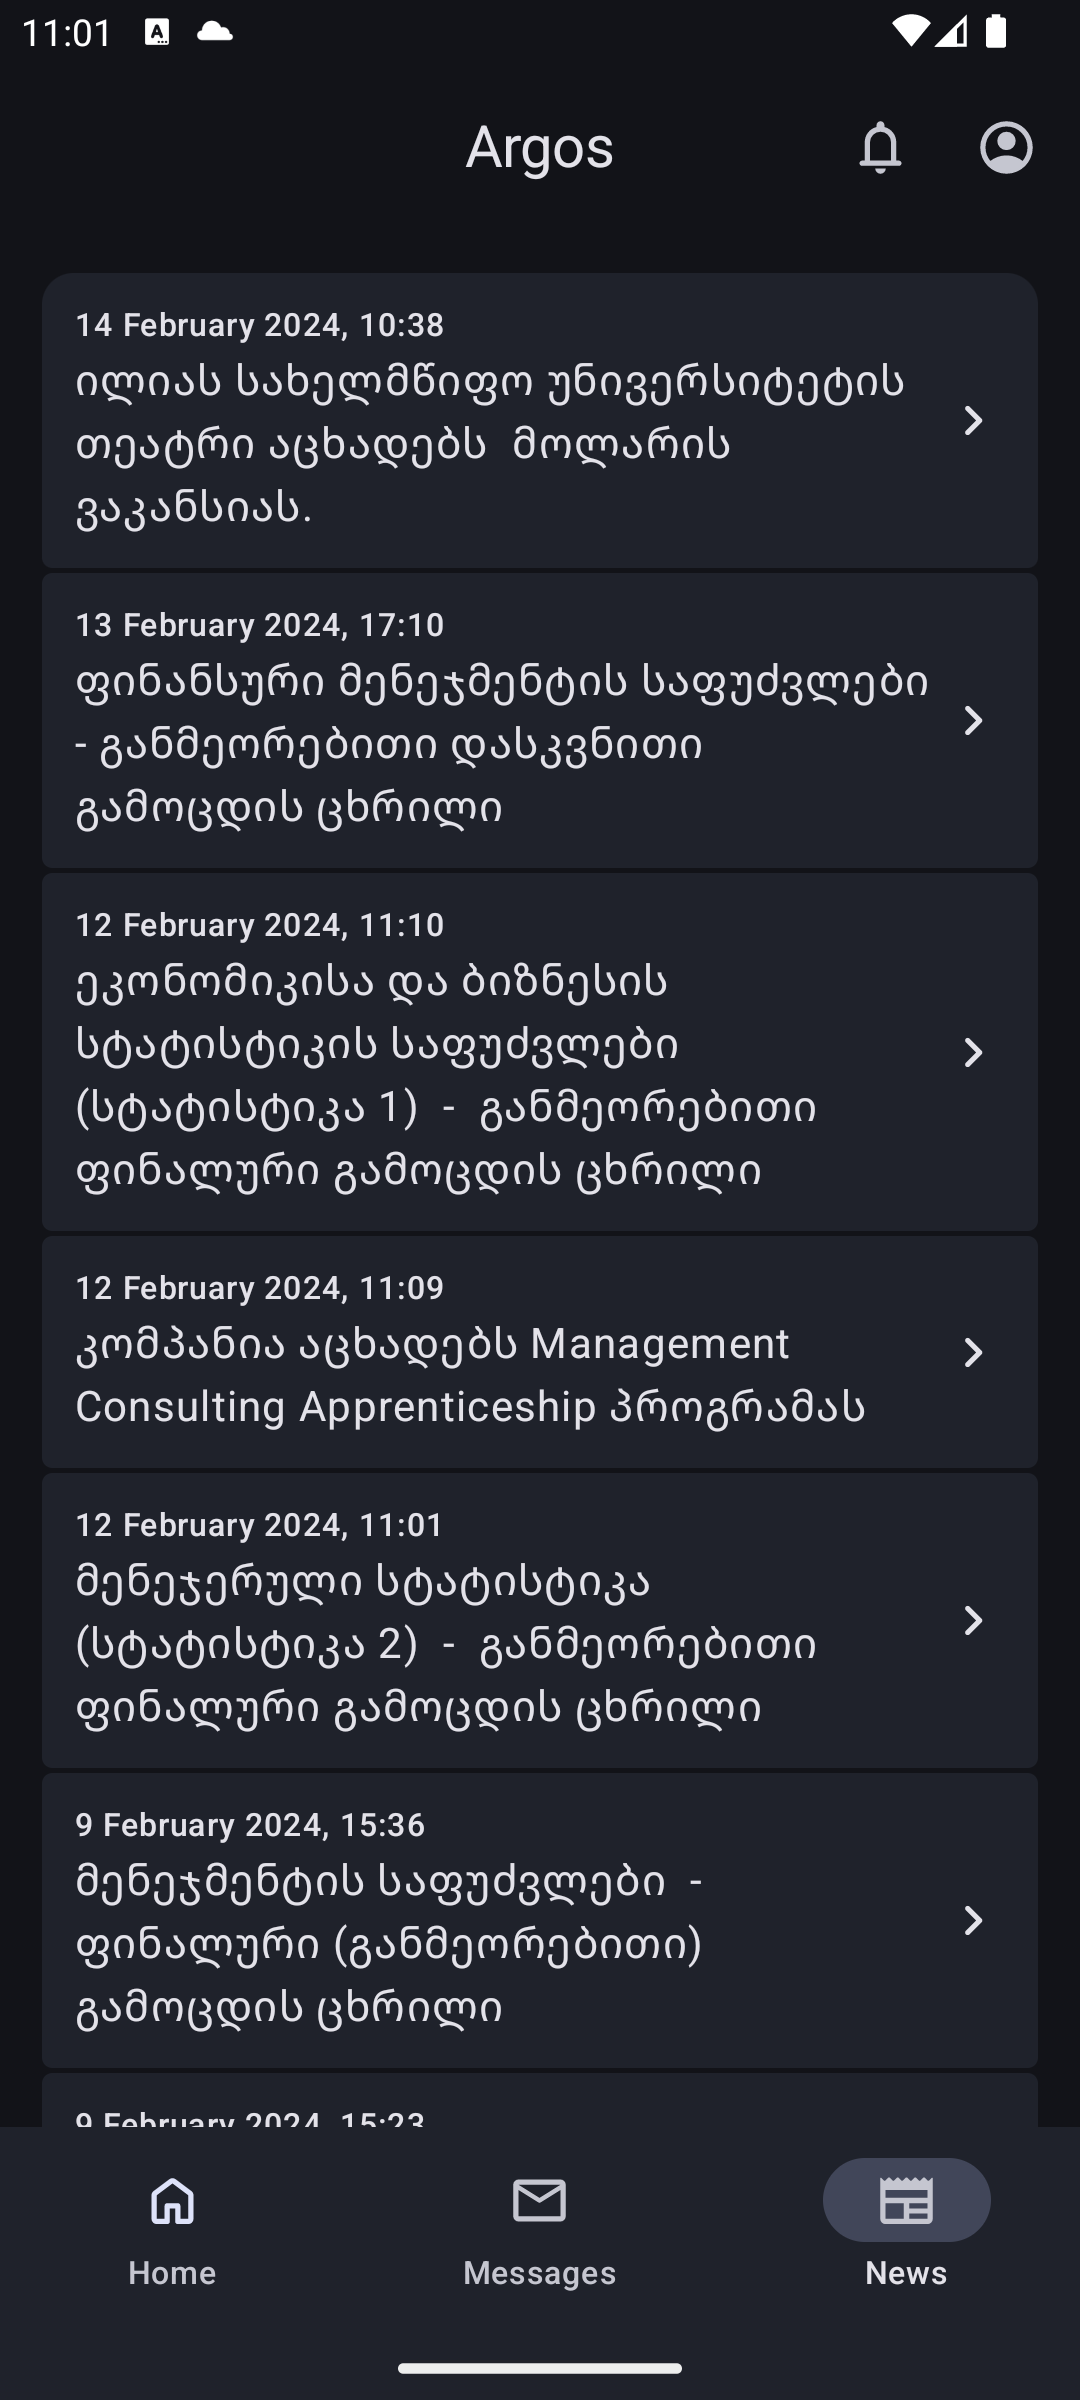 11:01
Argos
14 February 2024, 10:38
ილიას სახელმწიფო უნივერსიტეტის
თეატრი აცხადებს  მოლარის
ვაკანსიას.
13 February 2024, 17:10
ფინანსური მენეჯმენტის საფუძვლები
- განმეორებითი დასკვნითი
გამოცდის ცხრილი
12 February 2024, 11:10
ეკონომიკისა და ბიზნესის
სტატისტიკის საფუძვლები
(სტატისტიკა 1)  -  განმეორებითი
ფინალური გამოცდის ცხრილი
12 February 2024, 11:09
კომპანია აცხადებს Management
Consulting Apprenticeship პროგრამას
12 February 2024, 11:01
მენეჯერული სტატისტიკა
(სტატისტიკა 2)  -  განმეორებითი
ფინალური გამოცდის ცხრილი
9 February 2024, 15:36
მენეჯმენტის საფუძვლები  -
ფინალური (განმეორებითი)
გამოცდის ცხრილი
9 February 2024, 15:23
Home
Messages
News